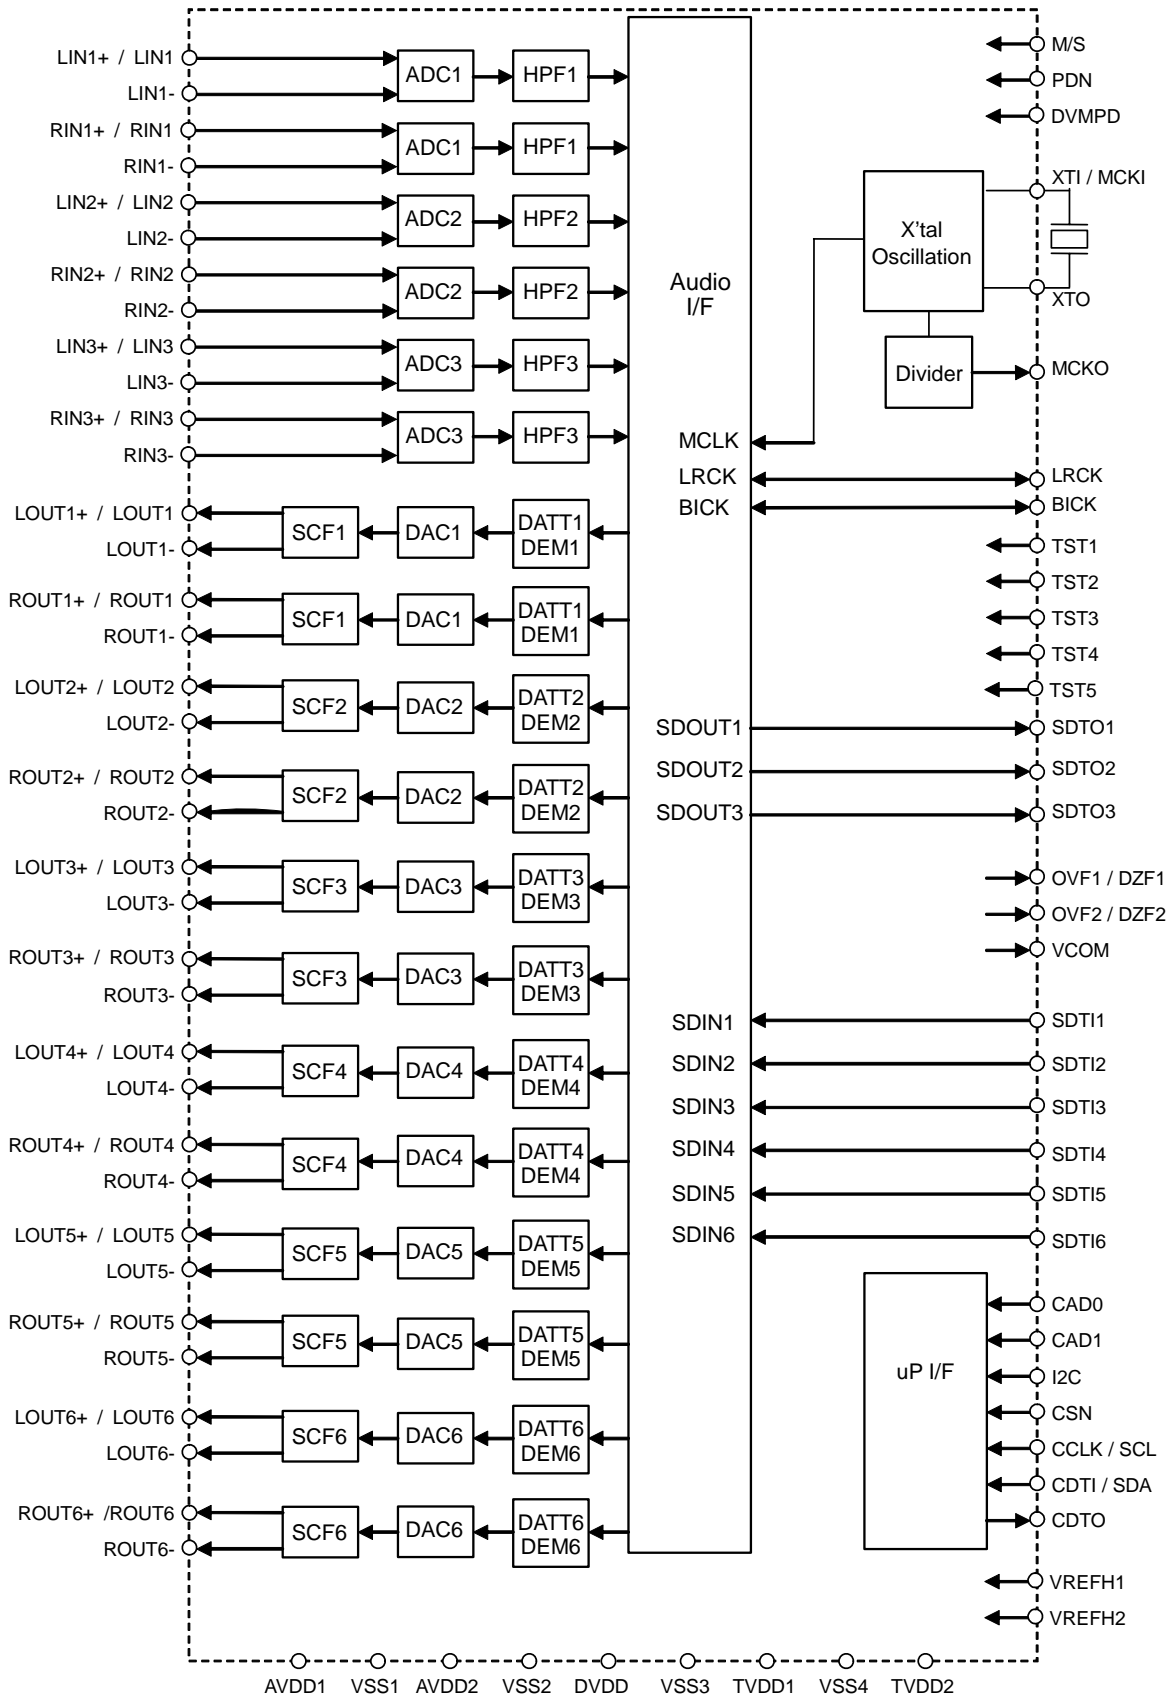 LIN1+ / LIN1
LIN1-
RIN1+ / RIN1
RIN1-
LIN2+ / LIN2
LIN2-
RIN2+ / RIN2
RIN2-
LIN3+ / LIN3
LIN3-
RIN3+ / RIN3
RIN3-
LOUT1+ / LOUT1
LOUT1-
ROUT1+ / ROUT1
ROUT1-
LOUT2+ / LOUT2
LOUT2-
ROUT2+ / ROUT2
ROUT2-
LOUT3+ / LOUT3
LOUT3-
ROUT3+ / ROUT3
ROUT3-
LOUT4+ / LOUT4
LOUT4-
ROUT4+ / ROUT4
ROUT4-
LOUT5+ / LOUT5
LOUT5-
ROUT5+ / ROUT5
ROUT5-
LOUT6+ / LOUT6
LOUT6-
ROUT6+ /ROUT6
ROUT6-
ADC1
HPF1
ADC1
HPF1
ADC2
HPF2
ADC2
HPF2
ADC3
HPF3
ADC3
HPF3
SCF1
DAC1
DATT1
DEM1
SCF1
DAC1
DATT1
DEM1
SCF2
DAC2
DATT2
DEM2
SCF2
DAC2
DATT2
DEM2
SCF3
DAC3
DATT3
DEM3
SCF3
DAC3
DATT3
DEM3
SCF4
DAC4
DATT4
DEM4
SCF4
DAC4
DATT4
DEM4
SCF5
DAC5
DATT5
DEM5
SCF5
DAC5
DATT5
DEM5
SCF6
DAC6
DATT6
DEM6
SCF6
DAC6
DATT6
DEM6
Audio
I/F
MCLK
LRCK
BICK
SDOUT1
SDOUT2
SDOUT3
SDIN1
SDIN2
SDIN3
SDIN4
SDIN5
SDIN6
X'tal
Oscillation
Divider
uP I/F
M/S
PDN
DVMPD
XTI / MCKI
XTO
MCKO
LRCK
BICK
TST1
TST2
TST3
TST4
TST5
SDTO1
SDTO2
SDTO3
OVF1 / DZF1
OVF2 / DZF2
VCOM
SDTI1
SDTI2
SDTI3
SDTI4
SDTI5
SDTI6
CAD0
CAD1
I2C
CSN
CCLK / SCL
CDTI / SDA
CDTO
VREFH1
VREFH2
AVDD1 VSS1 AVDD2 VSS2 DVDD VSS3 TVDD1 VSS4 TVDD2